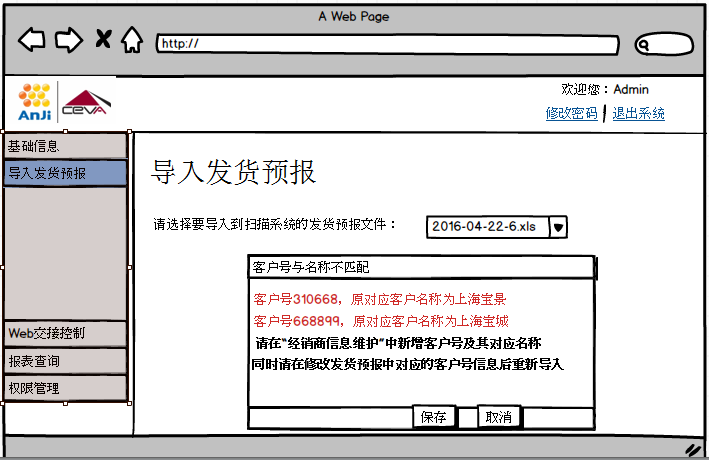 A Web Page
http://
AnJi
CEVA
欢迎您：Admin
修改密码
退出系统
基础信息
导入发货预报
Web交接控制
报表查询
权限管理
导入发货预报
请选择要导入到扫描系统的发货预报文件：
2016-04-22-6.xls
客户号与名称不匹配
客户号310668，原对应客户名称为上海宝景
客户号668899，原对应客户名称为上海宝城
请在“经销商信息维护”中新增客户号及其对应名称
同时请在修改发货预报中对应的客户号信息后重新导入
保存
取消